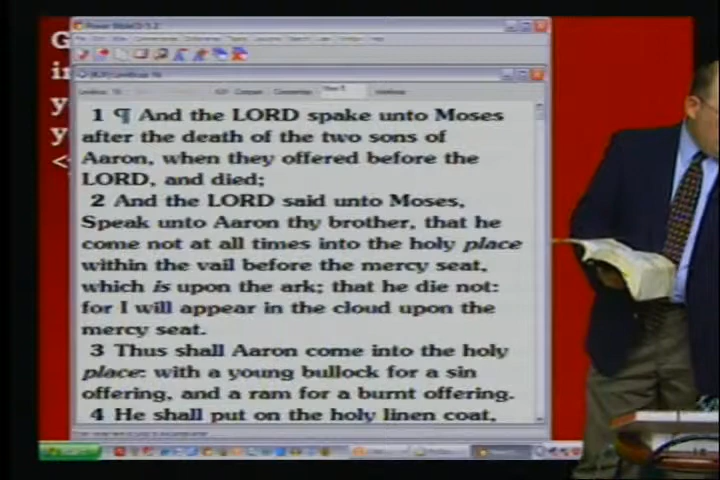 Power BibleCD 5.2
1 ¶ And the LORD spake unto Moses
after the death of the two sons of
Aaron, when they offered before the
LORD, and died;
2 And the LORD said unto Moses,
Speak unto Aaron thy brother, that he
come not at all times into the holy place
within the vail before the mercy seat,
which is upon the ark; that he die not:
for I will appear in the cloud upon the
mercy seat.
3 Thus shall Aaron come into the holy
place: with a young bullock for a sin
offering, and a ram for a burnt offering.
4 He shall put on the holy linen coat,